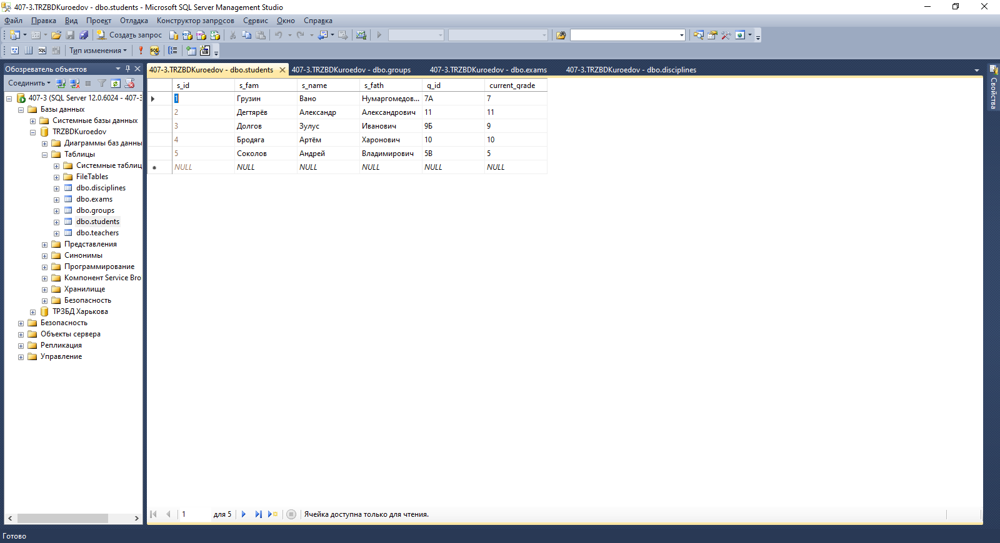 407-3.TRZBDKuroedov - dbo.students - Microsoft SQL Server Management Studio
Файл Правка Вид Проект Отладка Конструктор запросов Сервис Окно Справка
Создать запрос
Тип изменения
Обозреватель объектов
Соединить
407-3 (SQL Server 12.0.6024 - 407-3
Базы данных
Системные базы данных
TRZBDKuroedov
Диаграммы баз данны
Таблицы
Системные таблиц
FileTables
dbo.disciplines
dbo.exams
dbo.groups
dbo.students
dbo.teachers
Представления
Синонимы
Программирование
Компонент Service Bro
Хранилище
Безопасность
ТРЗБД Харькова
Безопасность
Объекты сервера
Репликация
Управление
407-3.TRZBDKuroedov - dbo.students 407-3.TRZBDKuroedov - dbo.groups 407-3.TRZBDKuroedov - dbo.exams 407-3.TRZBDKuroedov - dbo.disciplines
s_id s_fam s_name s_fath q_id current_grade
1 Грузин Вано Нумаргомедов... 7А 7
2 Дегтярёв Александр Александрович 11 11
3 Долгов Зулус Иванович 9Б 9
4 Бродяга Артём Харонович 10 10
5 Соколов Андрей Владимирович 5В 5
NULL NULL NULL NULL NULL NULL
1 для 5 Ячейка доступна только для чтения.
Свойства
Готово